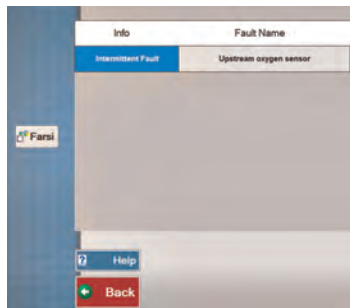 Info Fault Name
Intermittent Fault Upstream oxygen sensor
Farsi
? Help
Back